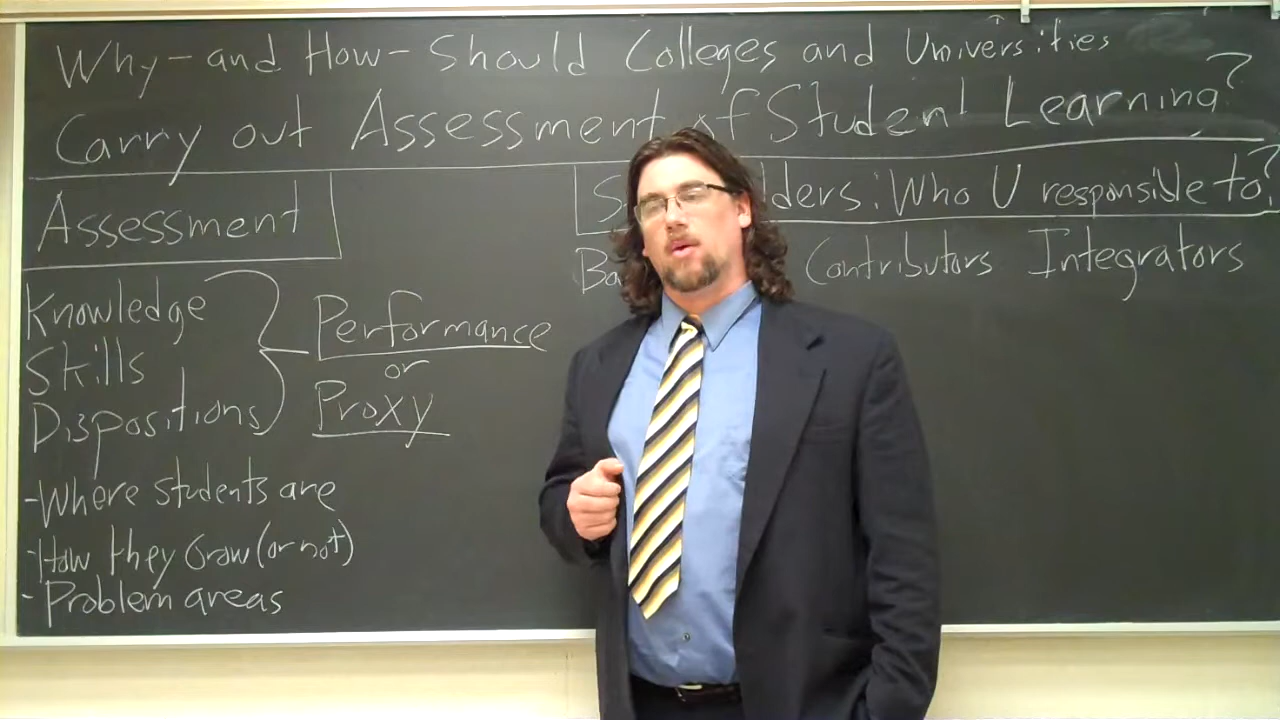 Why - and How - Should Colleges and Universities
Carry out Assessment of Student Learning?
Assessment
Knowledge
Skills
Dispositions
Performance
or
Proxy
- Where students are
- How they Grow (or not)
- Problem areas
: Who U responsible to?
Contributors Integrators